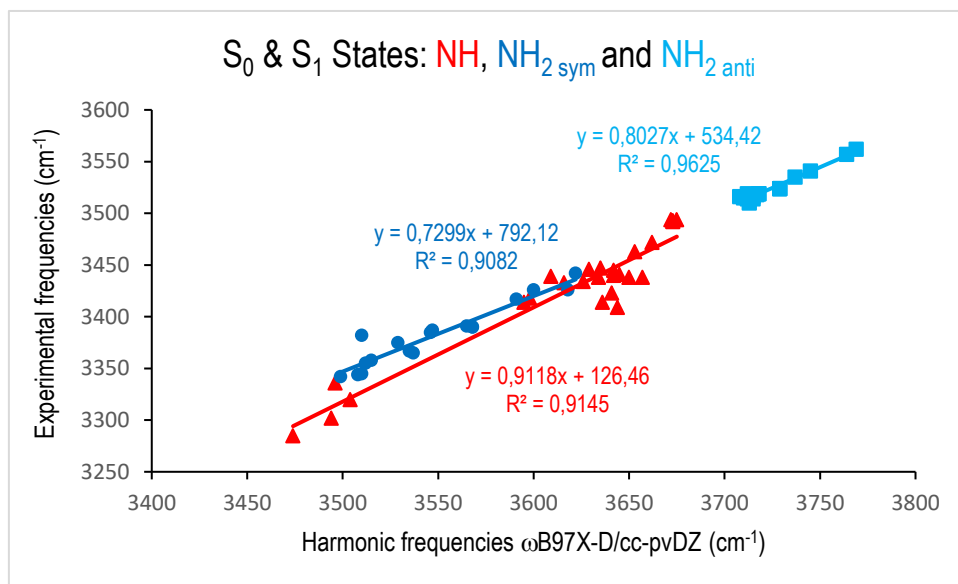 S₀ & S₁ States: NH, NH₂ sym and NH₂ anti
3600
3550
3500
3450
3400
3350
3300
3250
Experimental frequencies (cm⁻¹)
y = 0,8027x + 534,42
R² = 0,9625
y = 0,7299x + 792,12
R² = 0,9082
y = 0,9118x + 126,46
R² = 0,9145
3400 3450 3500 3550 3600 3650 3700 3750 3800
Harmonic frequencies ωB97X-D/cc-pvDZ (cm⁻¹)